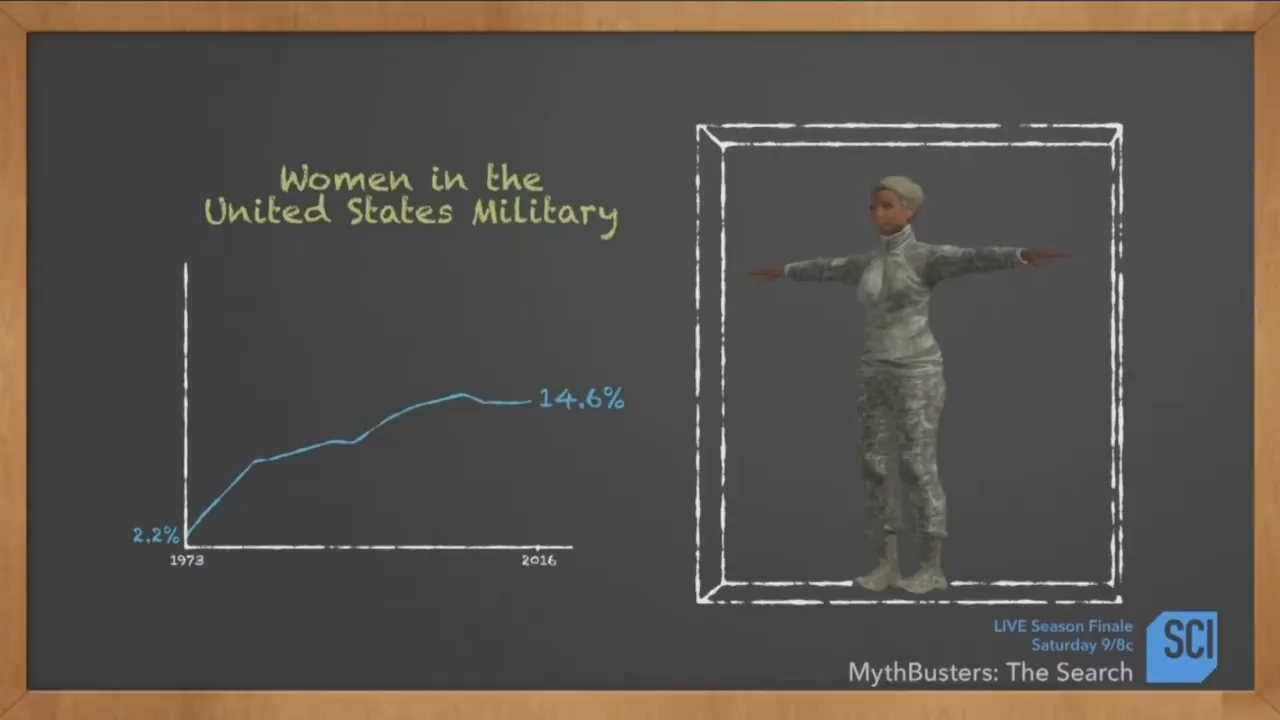 Women in the
United States Military
14.6%
2.2%
1973
2016
LIVE Season Finale
Saturday 9/8c
MythBusters: The Search
SCI